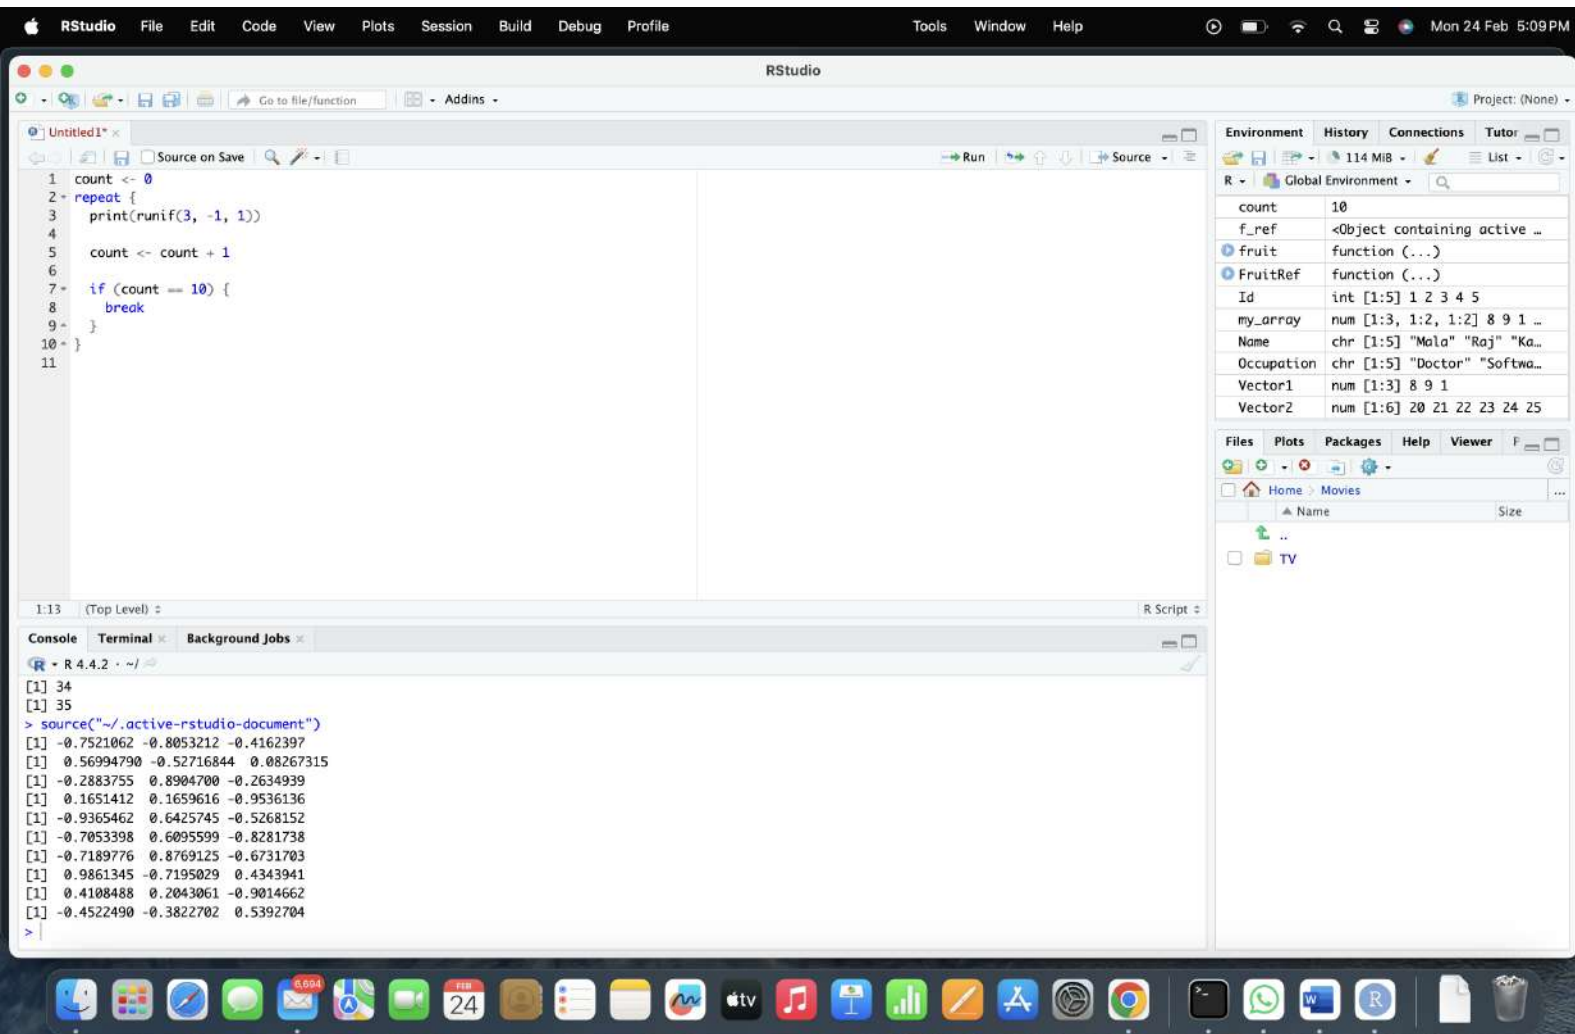 RStudio File Edit Code View Plots Session Build Debug Profile Tools Window Help Mon 24 Feb 5:09 PM
RStudio
Go to file/function Addins Project: (None)
Untitled1*
Source on Save Run Source
1 count <- 0
2 repeat {
3 print(runif(3, -1, 1))
4
5 count <- count + 1
6
7 if (count == 10) {
8 break
9 }
10 }
11
1:13 (Top Level) R Script
Console Terminal Background Jobs
R 4.4.2 · ~/
[1] 34
[1] 35
> source("~/.active-rstudio-document")
[1] -0.7521062 -0.8053212 -0.4162397
[1] 0.56994790 -0.52716844 0.08267315
[1] -0.2883755 0.8904700 -0.2634939
[1] 0.1651412 0.1659616 -0.9536136
[1] -0.9365462 0.6425745 -0.5268152
[1] -0.7053398 0.6095599 -0.8281738
[1] -0.7189776 0.8769125 -0.6731703
[1] 0.9861345 -0.7195029 0.4343941
[1] 0.4108488 0.2043061 -0.9014662
[1] -0.4522490 -0.3822702 0.5392704
>
Environment History Connections Tutor
114 MiB List
R Global Environment
count 10
f_ref <Object containing active …
fruit function (...)
FruitRef function (...)
Id int [1:5] 1 2 3 4 5
my_array num [1:3, 1:2, 1:2] 8 9 1 …
Name chr [1:5] "Mala" "Raj" "Ka…
Occupation chr [1:5] "Doctor" "Softwa…
Vector1 num [1:3] 8 9 1
Vector2 num [1:6] 20 21 22 23 24 25
Files Plots Packages Help Viewer P
Home Movies ...
Name Size
..
TV
6,694 FEB 24 tv W R